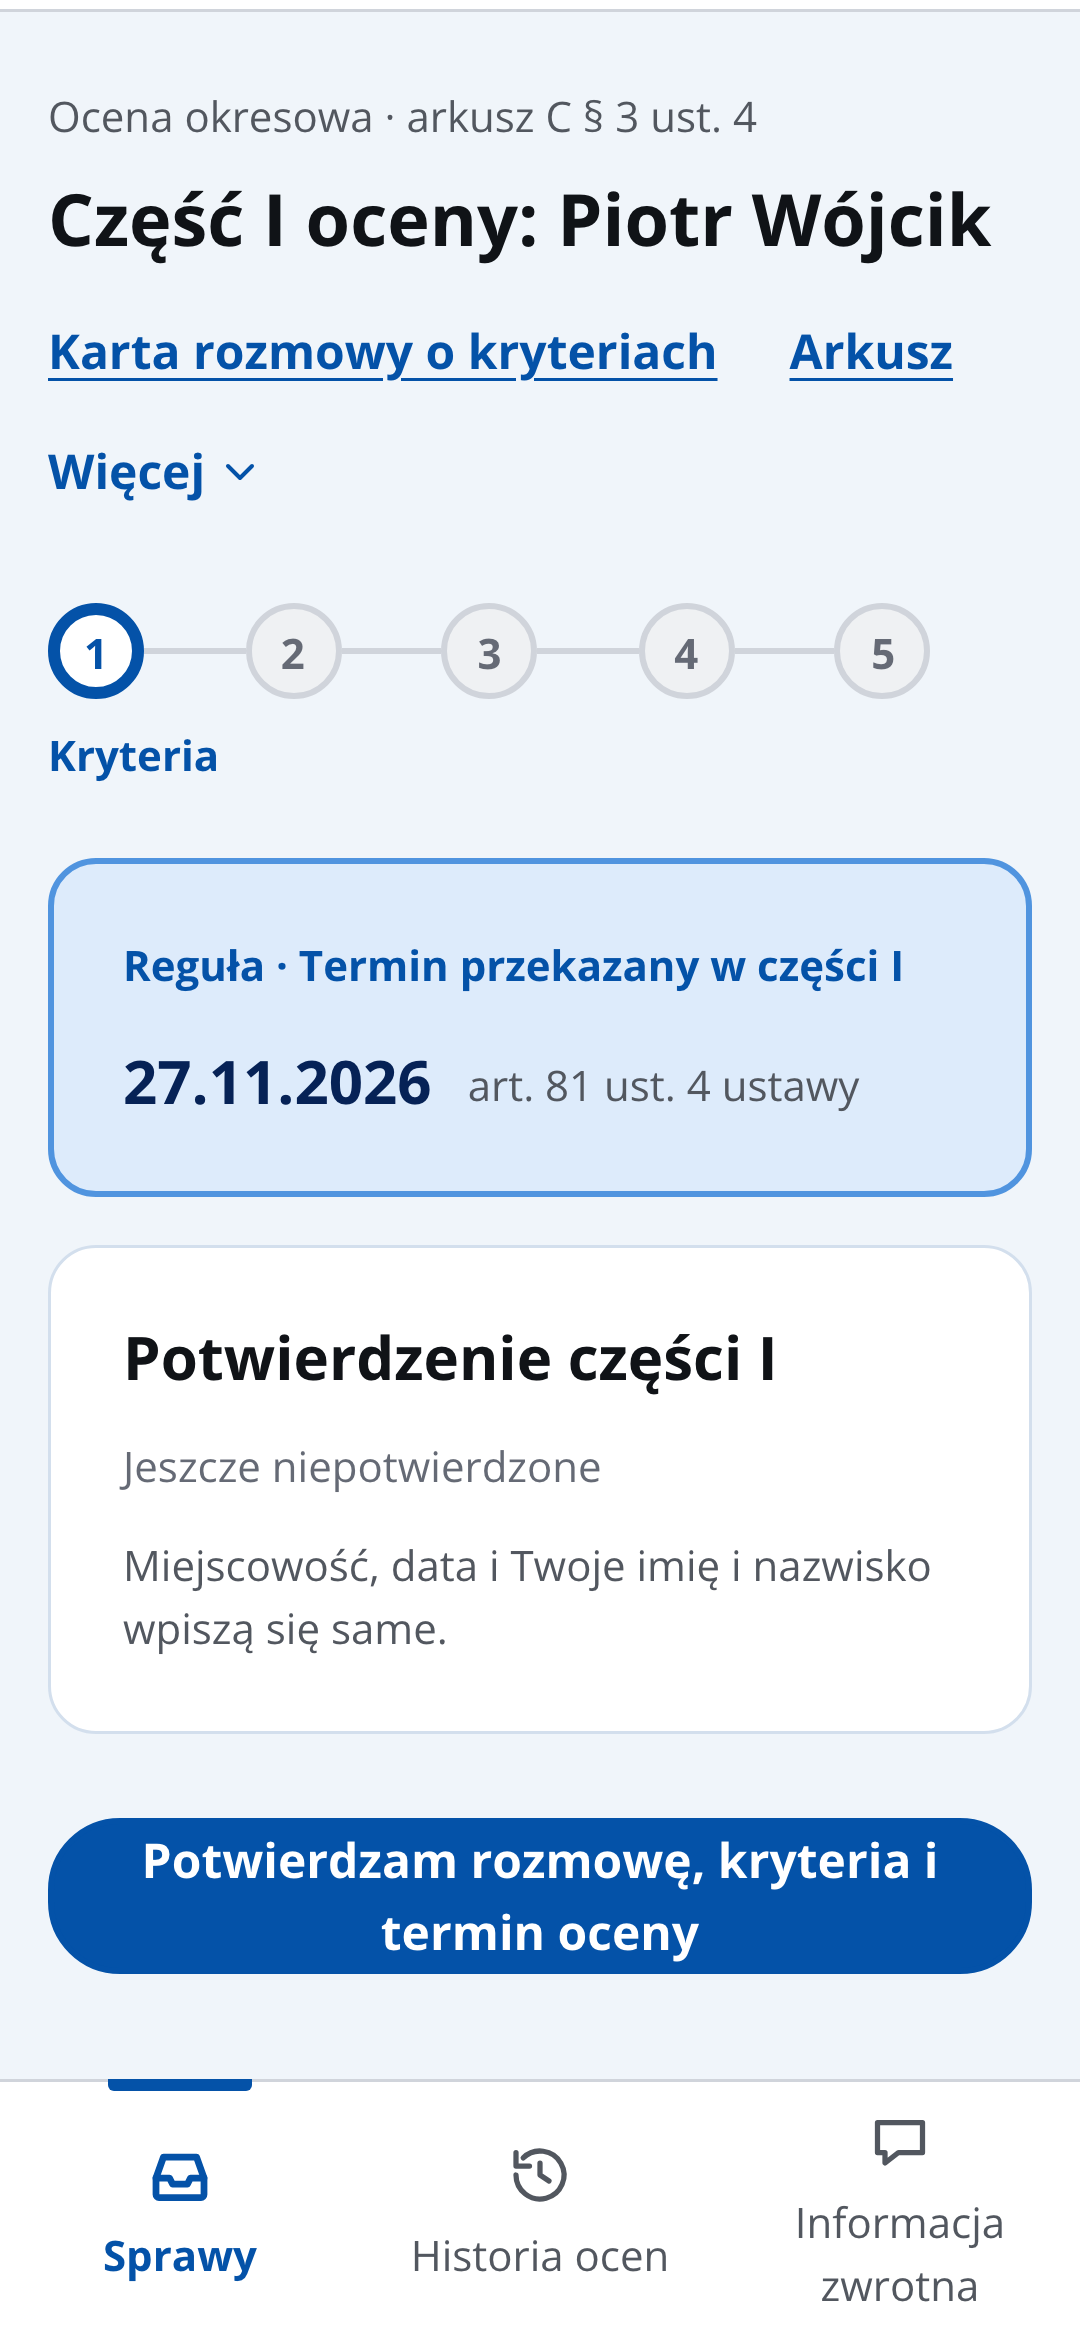 Ocena okresowa · arkusz C § 3 ust. 4
Część I oceny: Piotr Wójcik
Karta rozmowy o kryteriach Arkusz
Więcej
1 2 3 4 5
Kryteria
Reguła · Termin przekazany w części I
27.11.2026 art. 81 ust. 4 ustawy
Potwierdzenie części I
Jeszcze niepotwierdzone
Miejscowość, data i Twoje imię i nazwisko
wpiszą się same.
Potwierdzam rozmowę, kryteria i
termin oceny
Sprawy
Historia ocen
Informacja
zwrotna